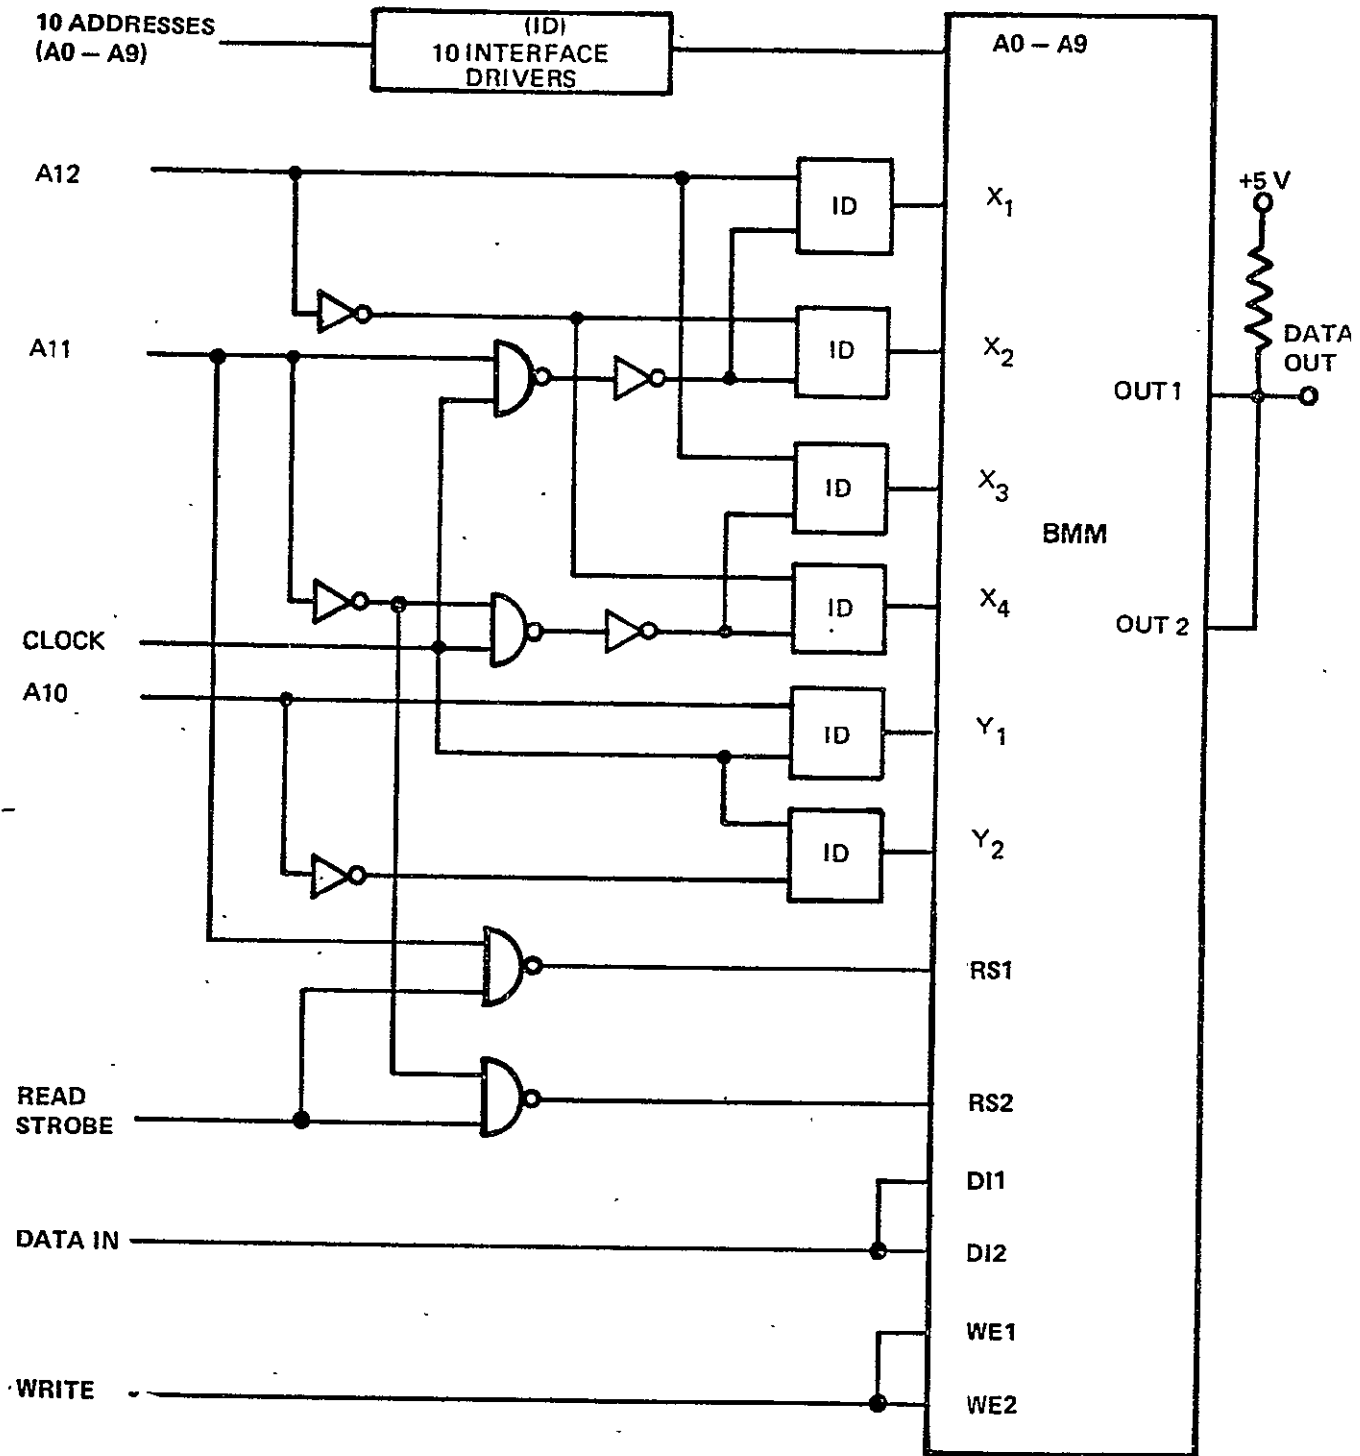 10 ADDRESSES
(A0 – A9)
(ID)
10 INTERFACE
DRIVERS
A0 – A9
A12
ID
X1
+5 V
ID
X2
A11
DATA
OUT
OUT 1
ID
X3
BMM
ID
X4
OUT 2
CLOCK
A10
ID
Y1
ID
Y2
RS1
READ
STROBE
RS2
DI1
DATA IN
DI2
WE1
WRITE
WE2